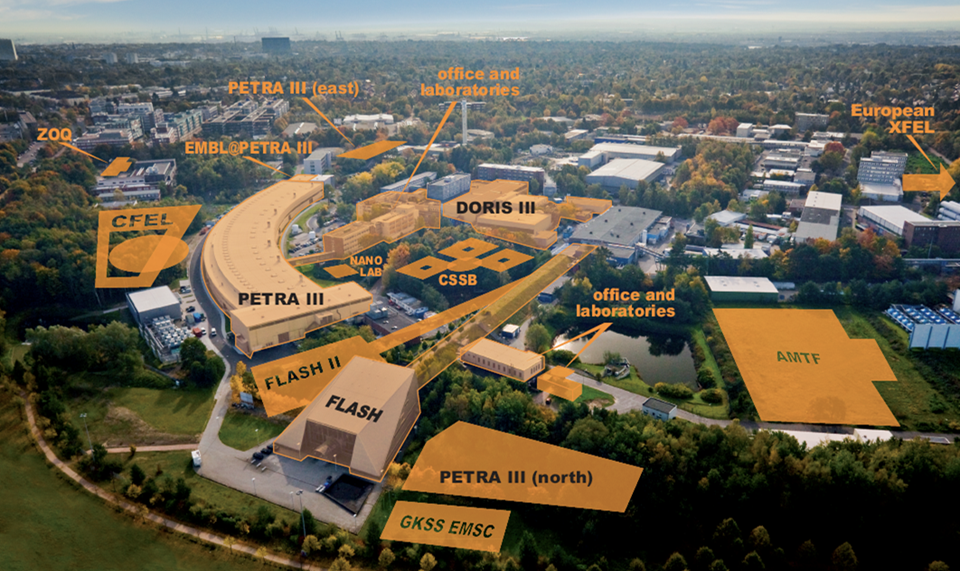 PETRA III (east)
office and
laboratories
European
XFEL
ZOQ
EMBL@PETRA III
CFEL
DORIS III
NANO
LAB
CSSB
PETRA III
office and
laboratories
FLASH II
AMTF
FLASH
PETRA III (north)
GKSS EMSC